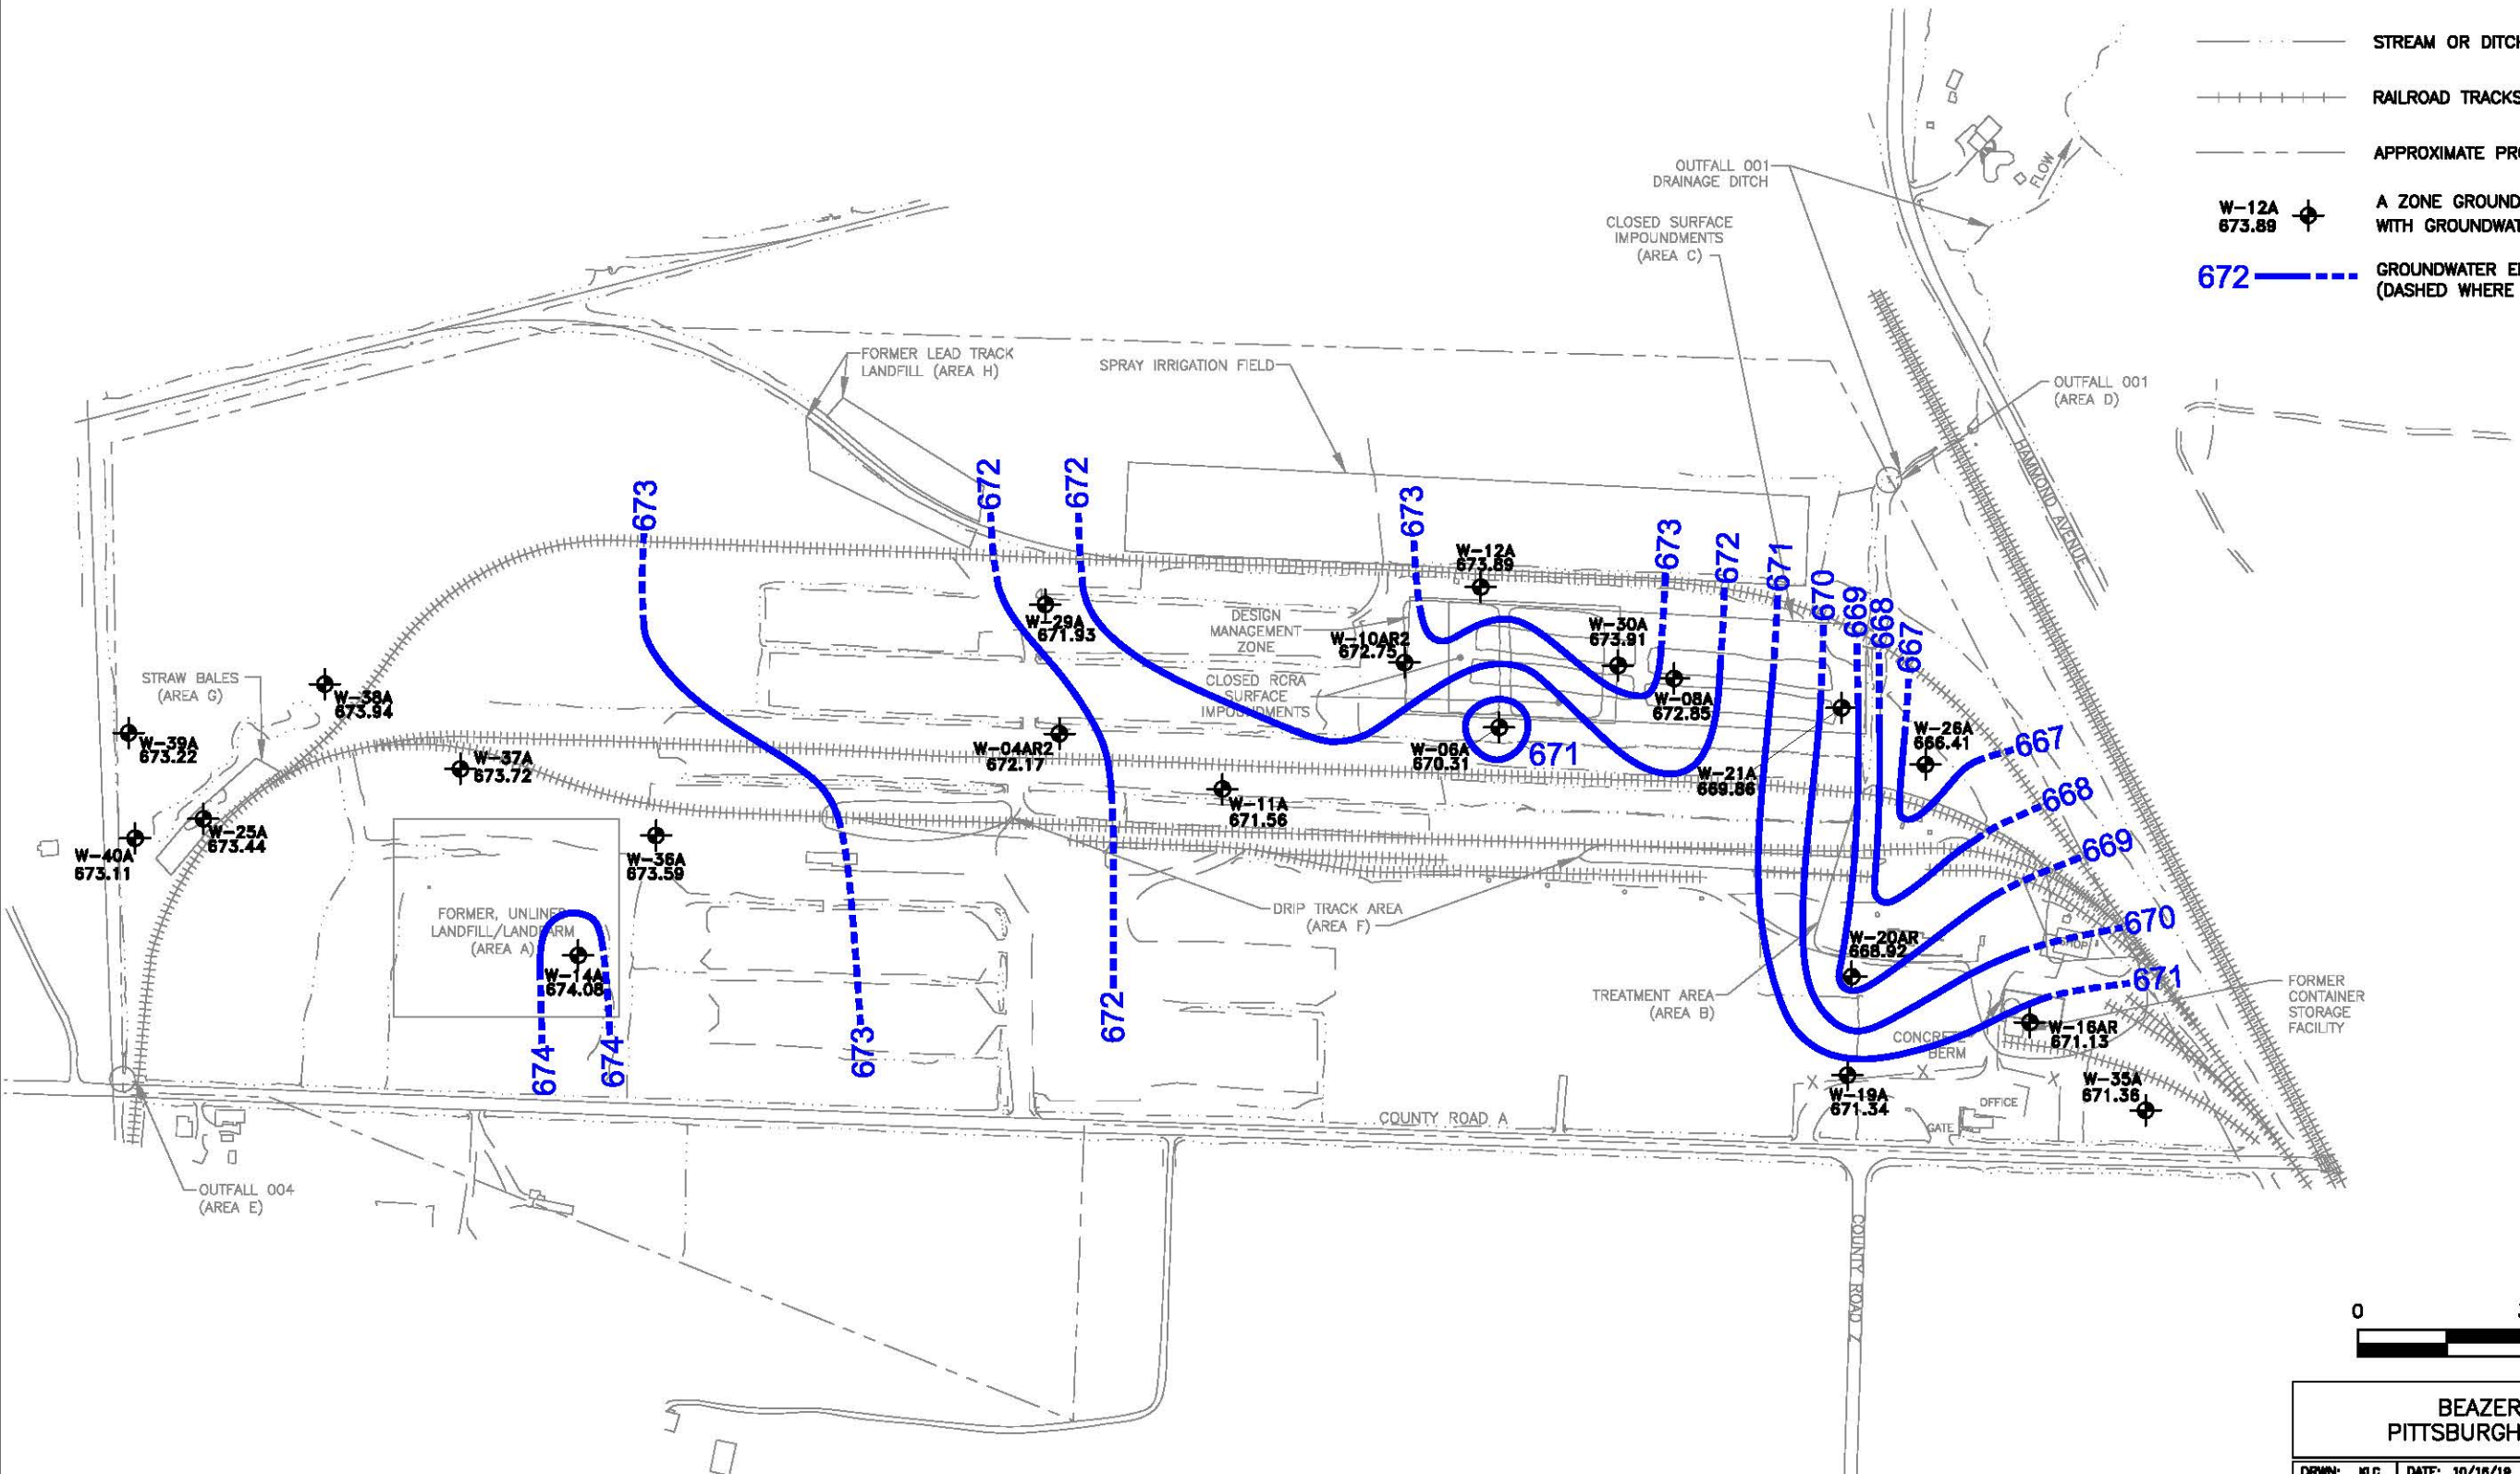 STREAM OR DITCH
RAILROAD TRACKS
APPROXIMATE
W-12A
673.89
A ZONE
WITH
672
GROUNDWATER
(DASHED WHERE
OUTFALL 001
DRAINAGE DITCH
FLOW
CLOSED SURFACE
IMPOUNDMENTS
(AREA C)
FORMER LEAD TRACK
LANDFILL (AREA H)
SPRAY IRRIGATION FIELD
OUTFALL 001
(AREA D)
HAMMOND AVENUE
673
672
672
673
673
672
671
670
669
668
667
W-12A
673.89
W-29A
671.93
DESIGN
MANAGEMENT
ZONE
W-10AR2
672.75
W-30A
673.91
STRAW BALES
(AREA G)
W-38A
673.94
CLOSED RCRA
SURFACE
IMPOUNDMENTS
W-08A
672.85
W-39A
673.22
W-37A
673.72
W-04AR2
672.17
W-06A
670.31
671
W-26A
666.41
667
W-21A
669.86
W-11A
671.56
668
W-25A
673.44
W-40A
673.11
W-36A
673.59
669
FORMER, UNLINED
LANDFILL/LANDFARM
(AREA A)
DRIP TRACK AREA
(AREA F)
670
W-20AR
668.92
SHOP
W-14A
674.08
671
TREATMENT AREA
(AREA B)
FORMER
CONTAINER
STORAGE
FACILITY
672
W-16AR
671.13
CONCRETE
BERM
673
674
674
W-35A
671.36
W-19A
671.34
OFFICE
GATE
COUNTY ROAD A
OUTFALL 004
(AREA E)
COUNTY ROAD Z
0
BEAZER
PITTSBURGH
DRWN: KLC
DATE: 10/16/19